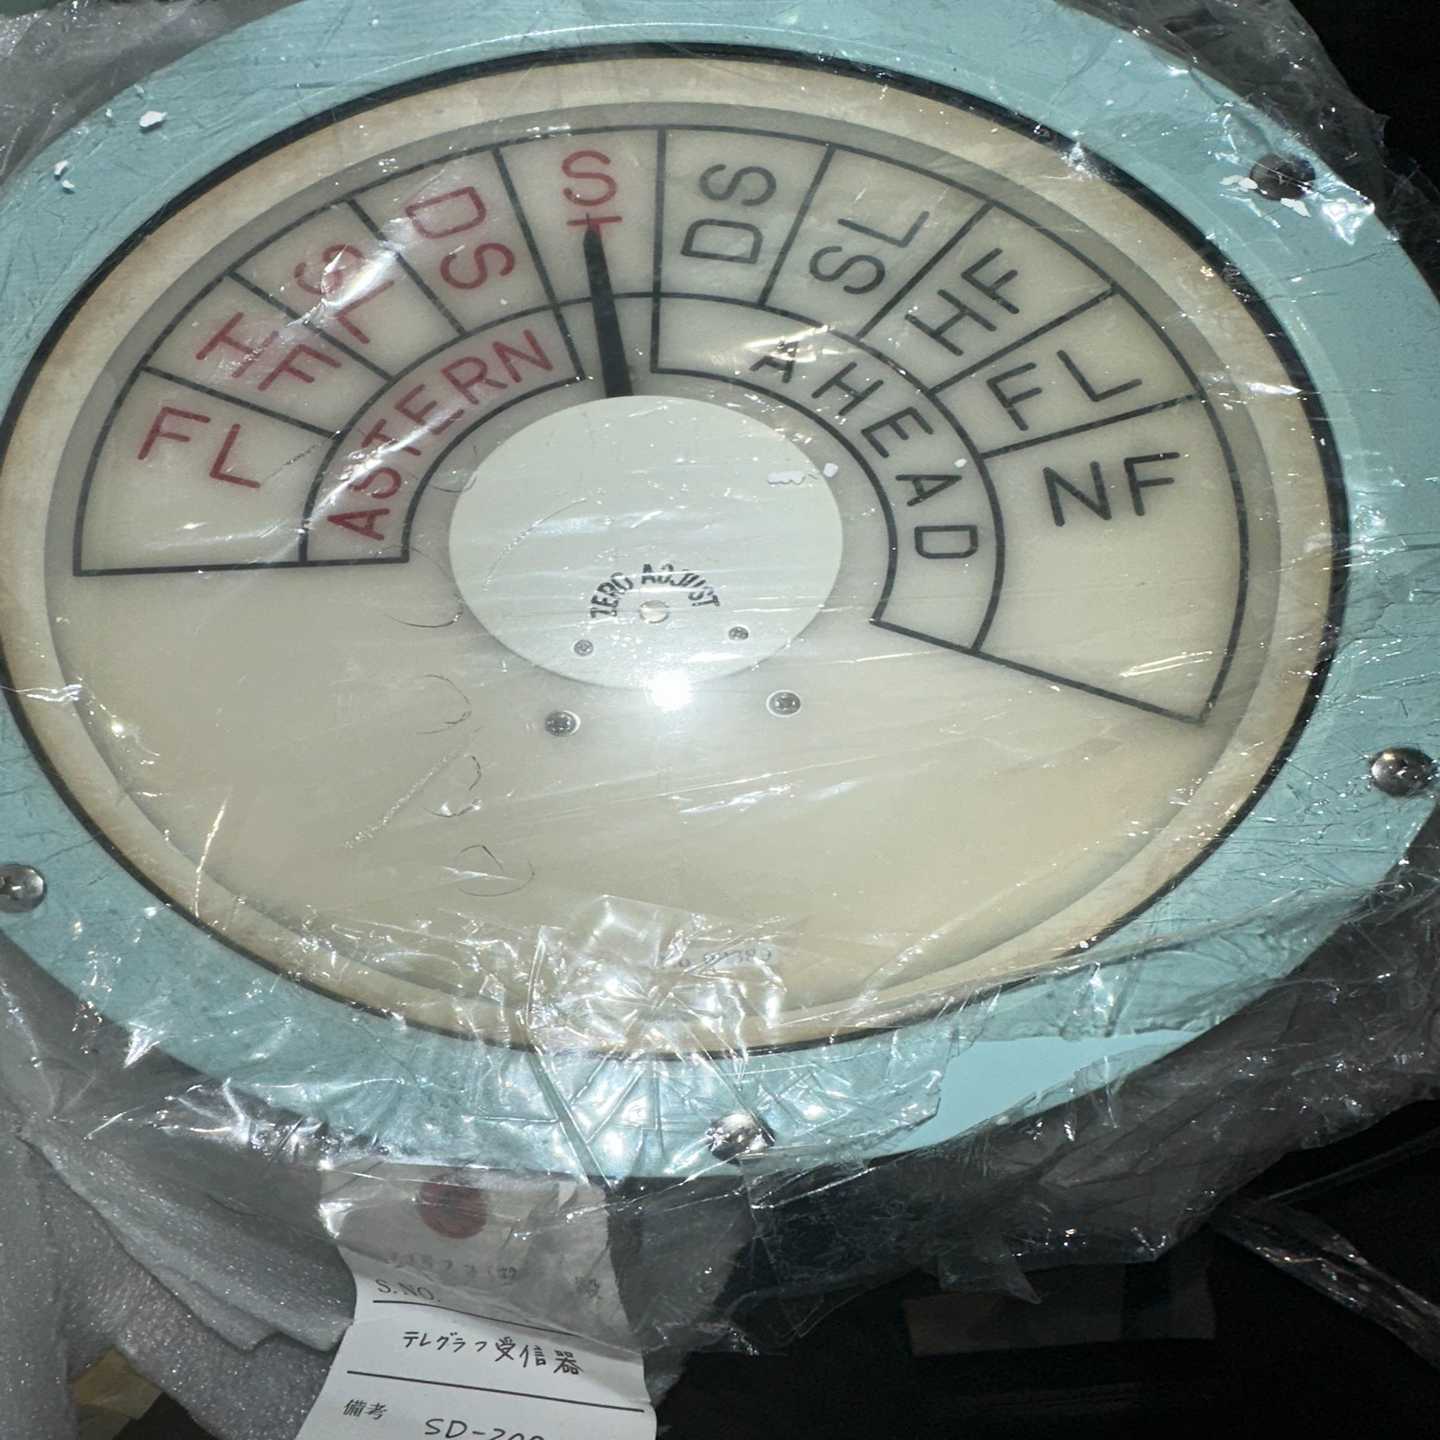 FL
HF
SL
DS
ST
DS
SL
HF
FL
NF
ASTERN
AHEAD
ZERO ADJUST
S.NO.
テレグラフ受信器
備考